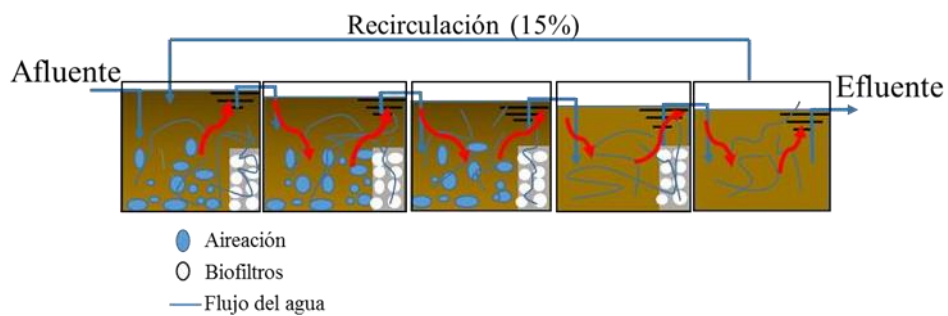 Recirculación (15%)
Afluente
Efluente
Aireación
Biofiltros
Flujo del agua